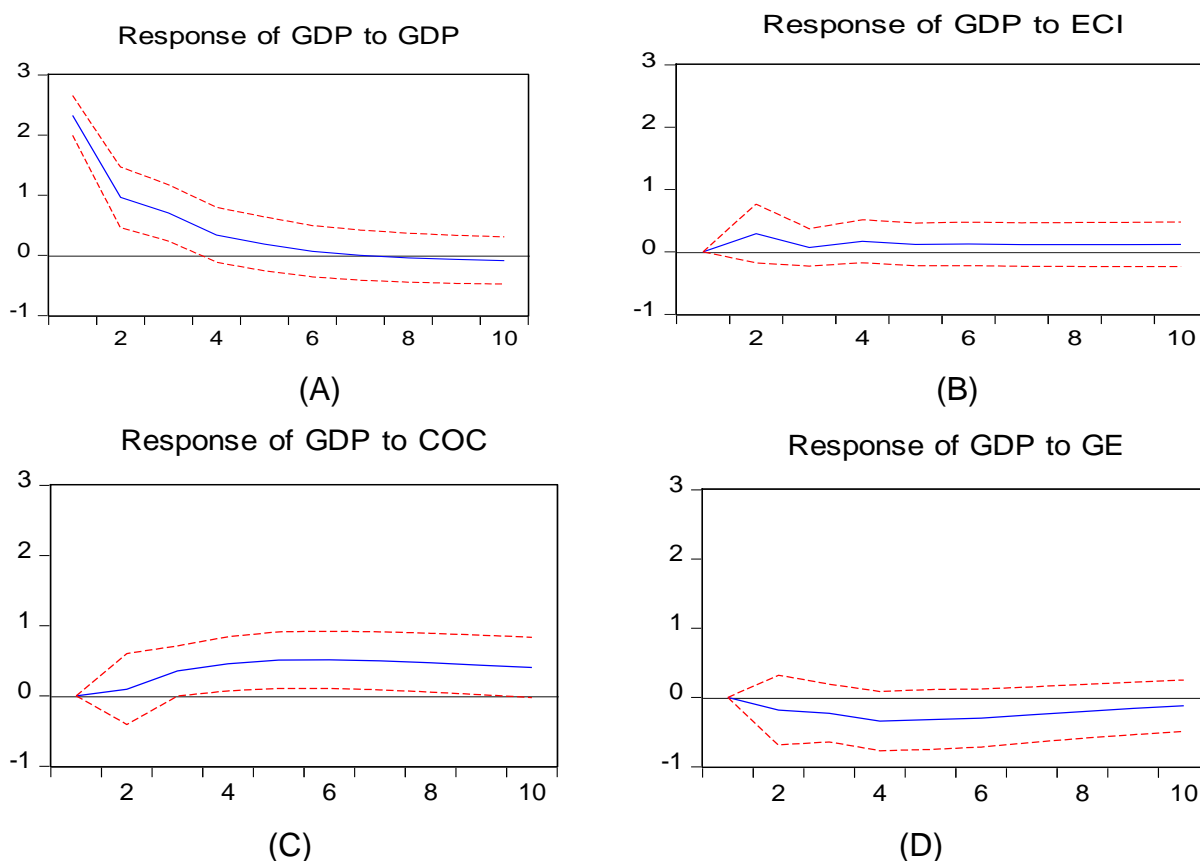 Response of GDP to GDP
3
2
1
0
-1
2 4 6 8 10
(A)
Response of GDP to ECI
3
2
1
0
-1
2 4 6 8 10
(B)
Response of GDP to COC
3
2
1
0
-1
2 4 6 8 10
(C)
Response of GDP to GE
3
2
1
0
-1
2 4 6 8 10
(D)